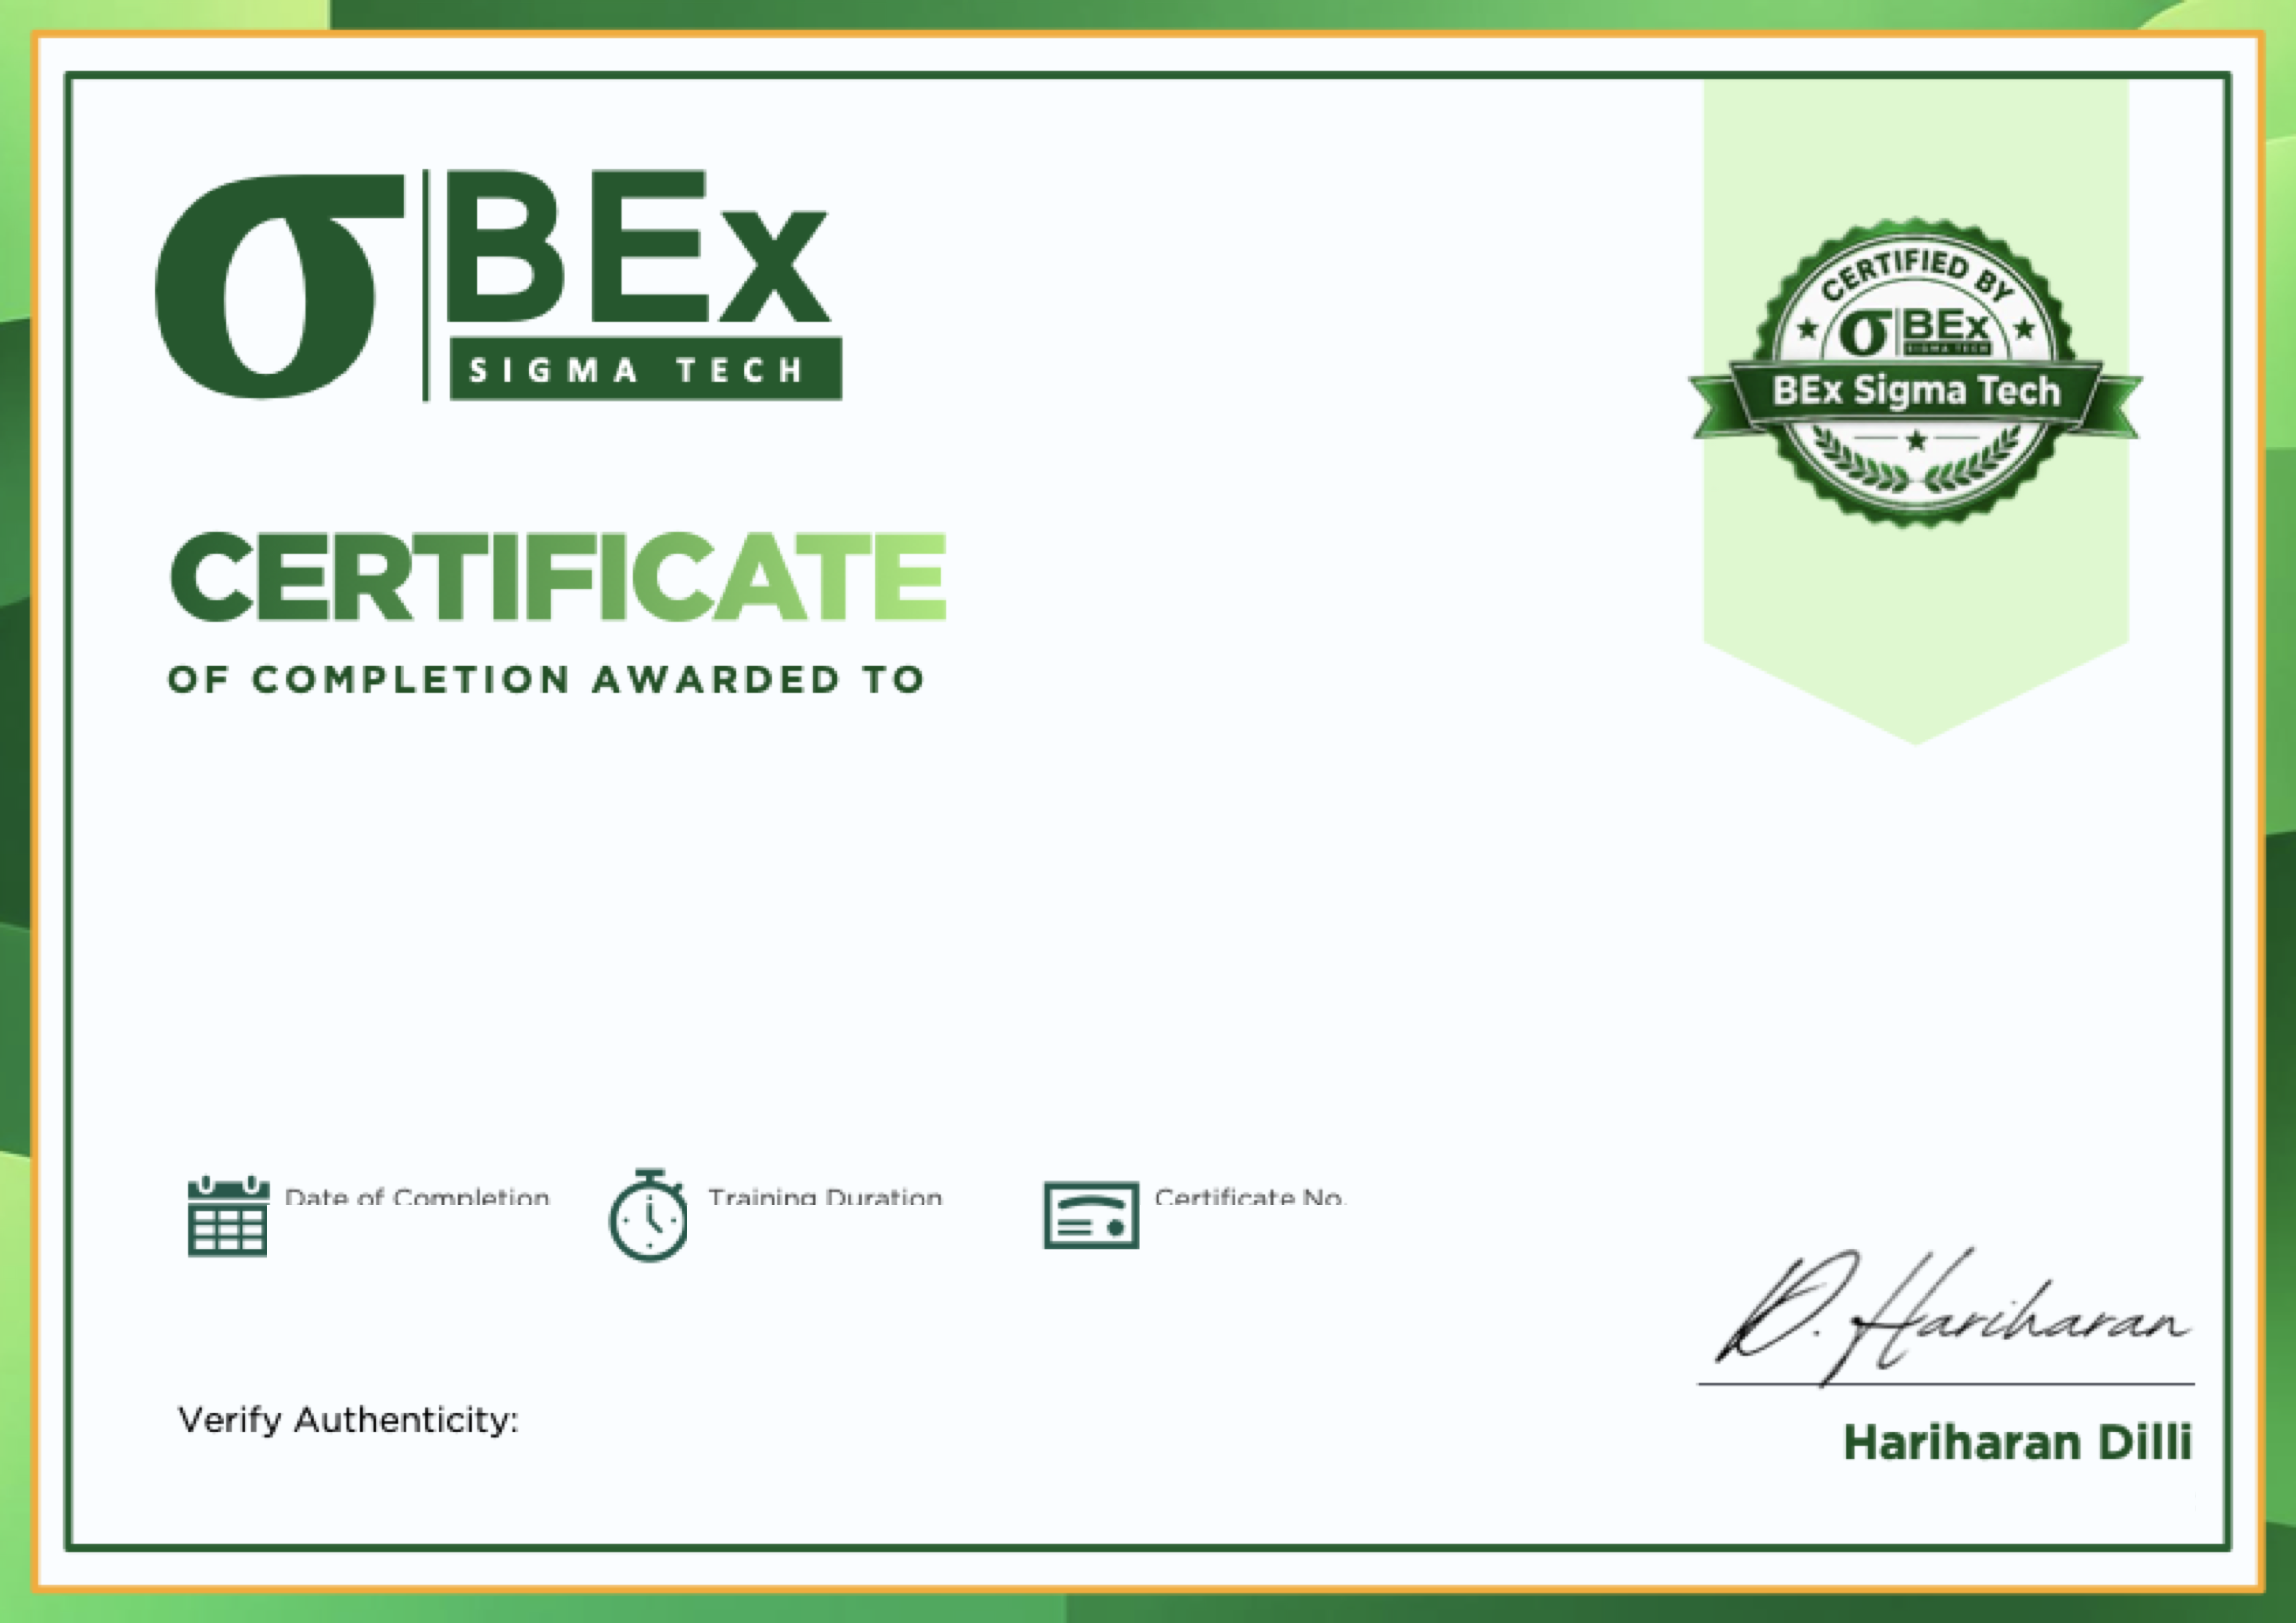 σ BEx
SIGMA TECH
CERTIFIED BY
σ BEx
SIGMA TECH
BEx Sigma Tech
CERTIFICATE
OF COMPLETION AWARDED TO
Date of Completion
Training Duration
Certificate No.
D. Hariharan
Verify Authenticity:
Hariharan Dilli